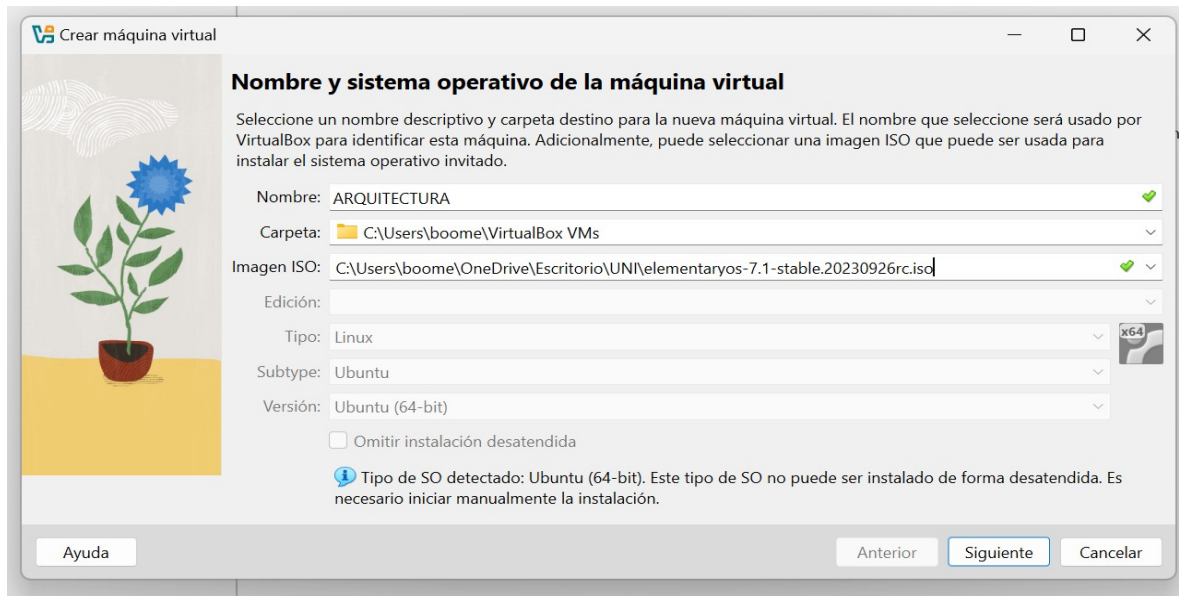 Crear máquina virtual
Nombre y sistema operativo de la máquina virtual
Seleccione un nombre descriptivo y carpeta destino para la nueva máquina virtual. El nombre que seleccione será usado por
VirtualBox para identificar esta máquina. Adicionalmente, puede seleccionar una imagen ISO que puede ser usada para
instalar el sistema operativo invitado.
Nombre: ARQUITECTURA
Carpeta: C:\Users\boome\VirtualBox VMs
Imagen ISO: C:\Users\boome\OneDrive\Escritorio\UNI\elementaryos-7.1-stable.20230926rc.iso
Edición:
Tipo: Linux
x64
Subtype: Ubuntu
Versión: Ubuntu (64-bit)
Omitir instalación desatendida
Tipo de SO detectado: Ubuntu (64-bit). Este tipo de SO no puede ser instalado de forma desatendida. Es
necesario iniciar manualmente la instalación.
Ayuda Anterior Siguiente Cancelar